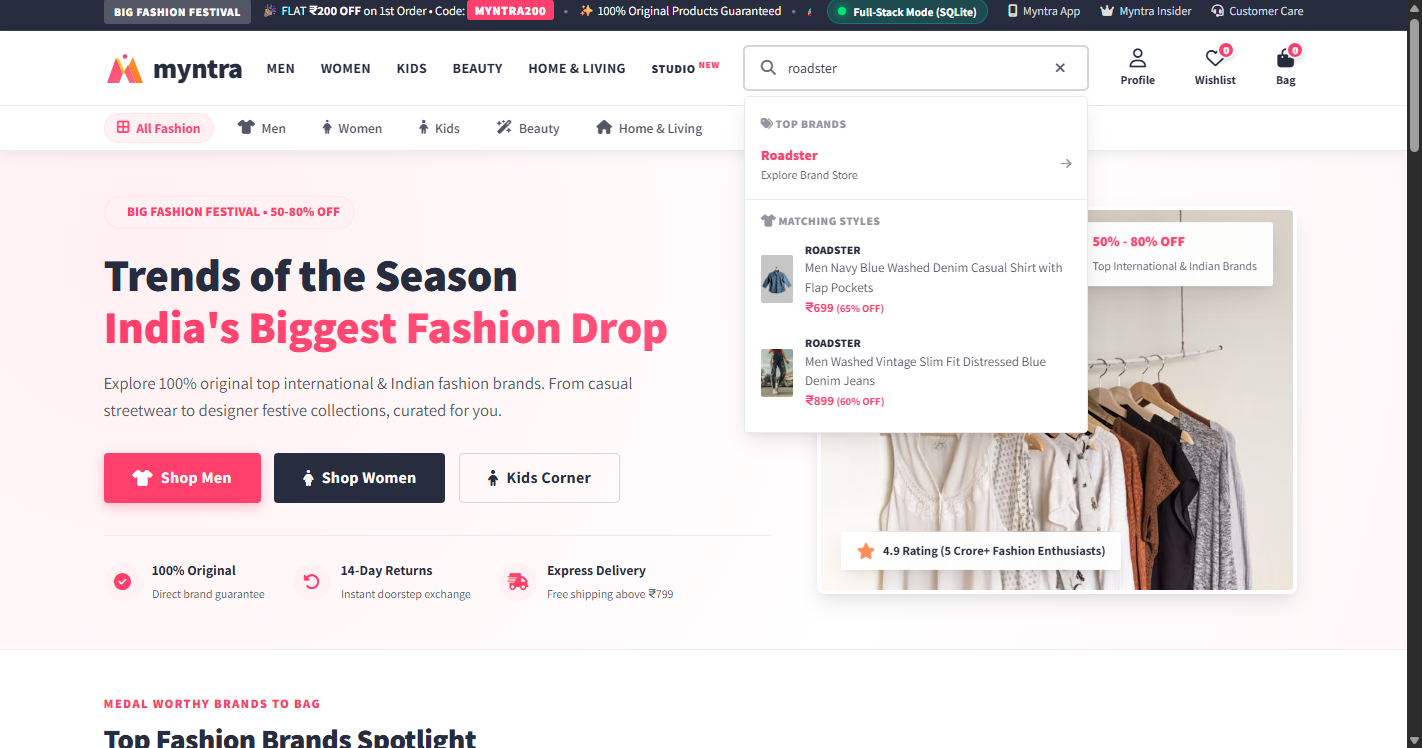 BIG FASHION FESTIVAL
🎉 FLAT ₹200 OFF on 1st Order • Code: MYNTRA200 • ✨ 100% Original Products Guaranteed •
Full-Stack Mode (SQLite)
Myntra App
Myntra Insider
Customer Care
myntra
MEN
WOMEN
KIDS
BEAUTY
HOME & LIVING
STUDIO NEW
roadster
Profile
0
Wishlist
0
Bag
All Fashion
Men
Women
Kids
Beauty
Home & Living
TOP BRANDS
Roadster
Explore Brand Store
MATCHING STYLES
ROADSTER
Men Navy Blue Washed Denim Casual Shirt with
Flap Pockets
₹699 (65% OFF)
ROADSTER
Men Washed Vintage Slim Fit Distressed Blue
Denim Jeans
₹899 (60% OFF)
BIG FASHION FESTIVAL • 50-80% OFF
Trends of the Season
India's Biggest Fashion Drop
Explore 100% original top international & Indian fashion brands. From casual
streetwear to designer festive collections, curated for you.
Shop Men
Shop Women
Kids Corner
100% Original
Direct brand guarantee
14-Day Returns
Instant doorstep exchange
Express Delivery
Free shipping above ₹799
50% - 80% OFF
Top International & Indian Brands
4.9 Rating (5 Crore+ Fashion Enthusiasts)
MEDAL WORTHY BRANDS TO BAG
Top Fashion Brands Spotlight